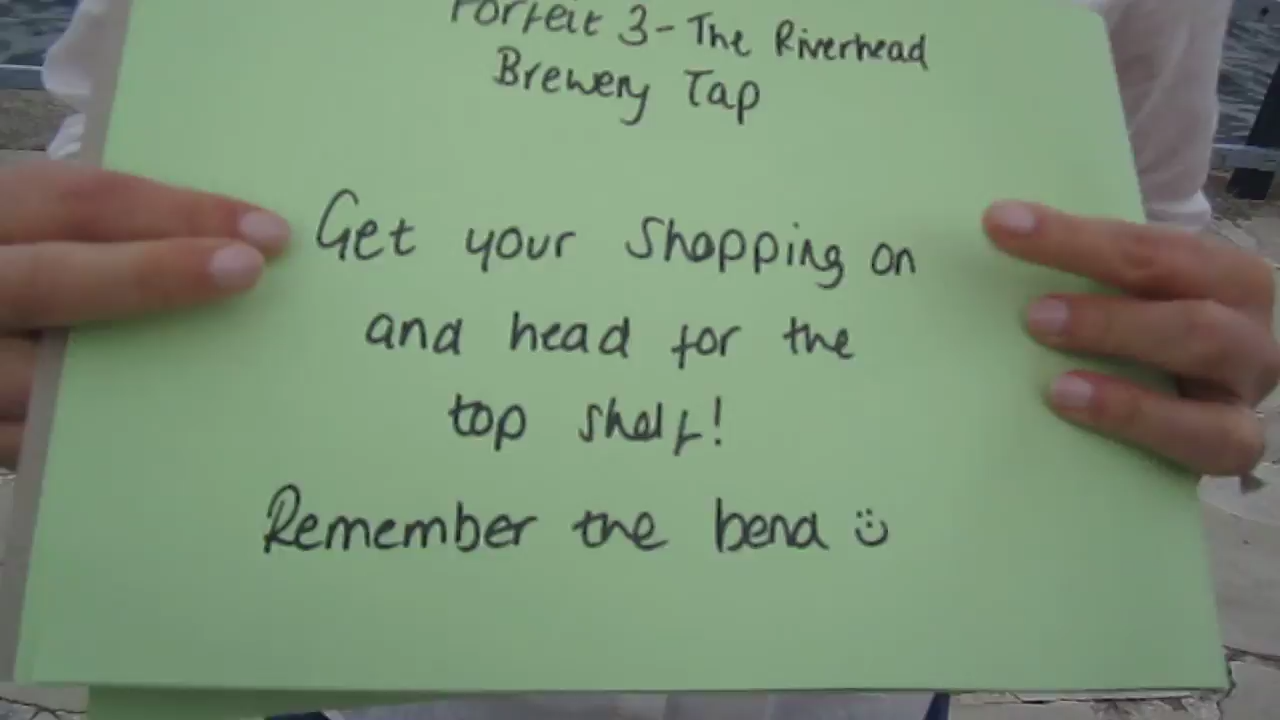 Forfeit 3 - The Riverhead
Brewery Tap
Get your Shopping on
and head for the
top shelf!
Remember the bend :)